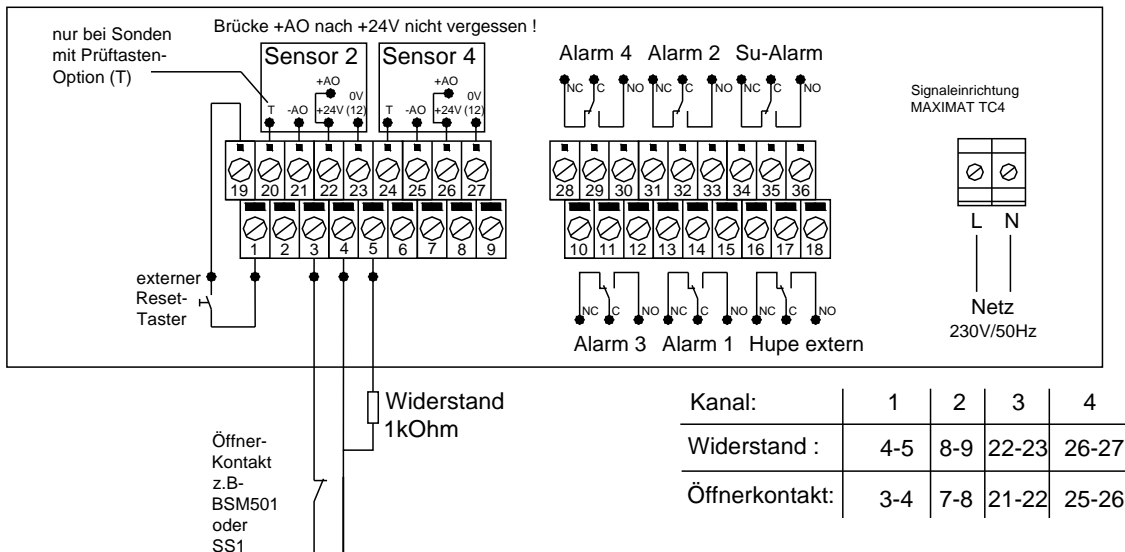 nur bei Sonden
mit Prüftasten-
Option (T)
Brücke +AO nach +24V nicht vergessen !
Sensor 2
Sensor 4
+AO
0V
T -AO +24V (12)
+AO
0V
T -AO +24V (12)
Alarm 4 Alarm 2 Su-Alarm
NC C NO NC C NO NC C NO
Signaleinrichtung
MAXIMAT TC4
19 20 21 22 23 24 25 26 27
28 29 30 31 32 33 34 35 36
1 2 3 4 5 6 7 8 9
10 11 12 13 14 15 16 17 18
L N
Netz
230V/50Hz
externer
Reset-
Taster
NC C NO NC C NO NC C NO
Alarm 3 Alarm 1 Hupe extern
Widerstand
1kOhm
Öffner-
Kontakt
z.B-
BSM501
oder
SS1
Kanal: 1 2 3 4
Widerstand : 4-5 8-9 22-23 26-27
Öffnerkontakt: 3-4 7-8 21-22 25-26